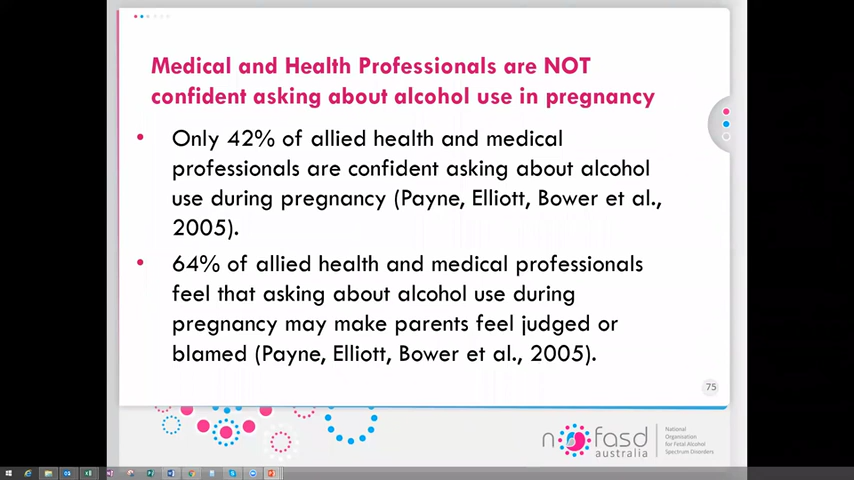 Medical and Health Professionals are NOT
confident asking about alcohol use in pregnancy
• Only 42% of allied health and medical
professionals are confident asking about alcohol
use during pregnancy (Payne, Elliott, Bower et al.,
2005).
• 64% of allied health and medical professionals
feel that asking about alcohol use during
pregnancy may make parents feel judged or
blamed (Payne, Elliott, Bower et al., 2005).
75
nofasd
australia
National
Organisation
for Fetal Alcohol
Spectrum Disorders